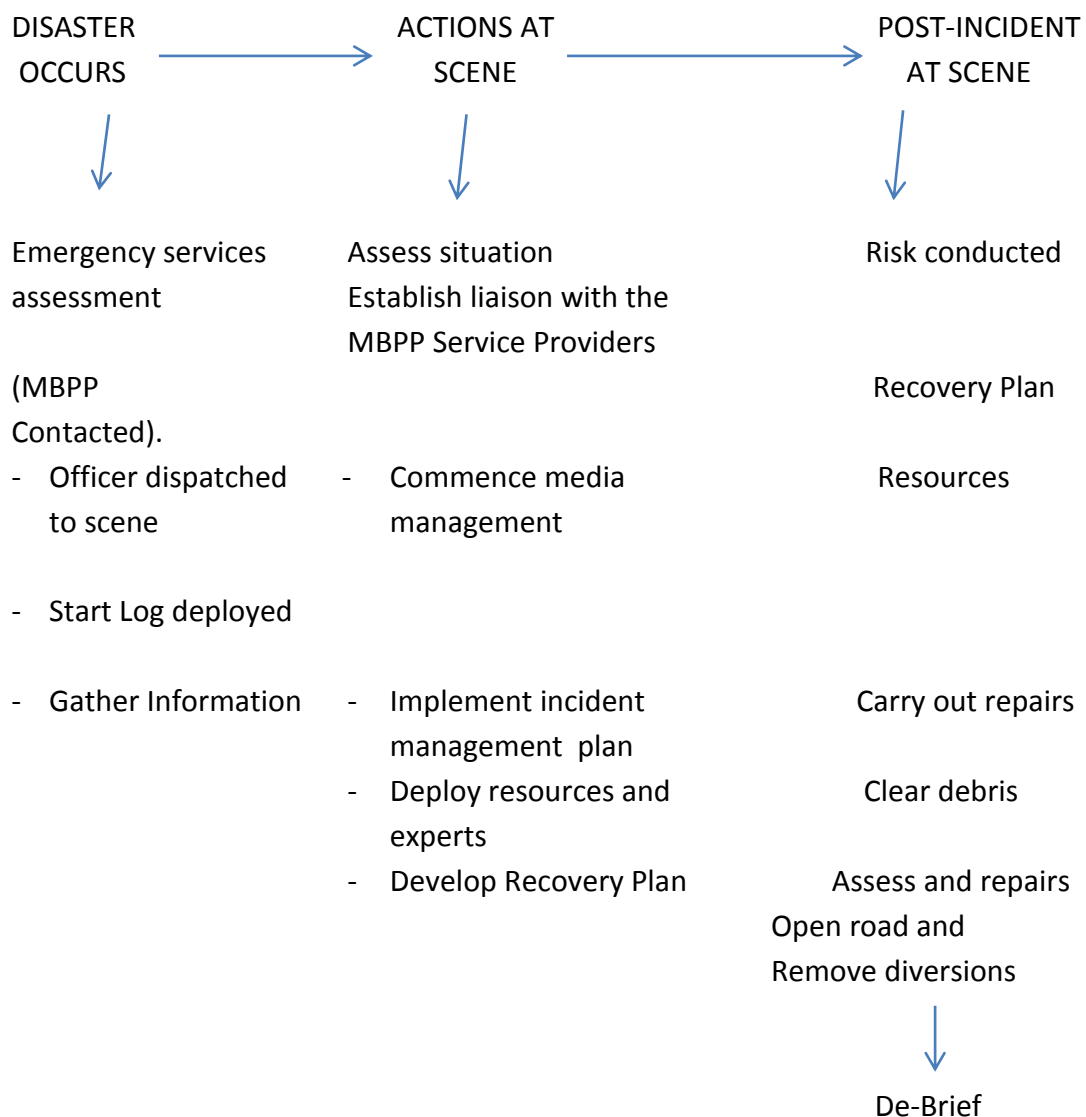 DISASTER
OCCURS
ACTIONS AT
SCENE
POST-INCIDENT
AT SCENE
Emergency services
assessment
(MBPP
Contacted).
- Officer dispatched
to scene
- Start Log deployed
- Gather Information
Assess situation
Establish liaison with the
MBPP Service Providers
- Commence media
management
- Implement incident
management plan
- Deploy resources and
experts
- Develop Recovery Plan
Risk conducted
Recovery Plan
Resources
Carry out repairs
Clear debris
Assess and repairs
Open road and
Remove diversions
De-Brief